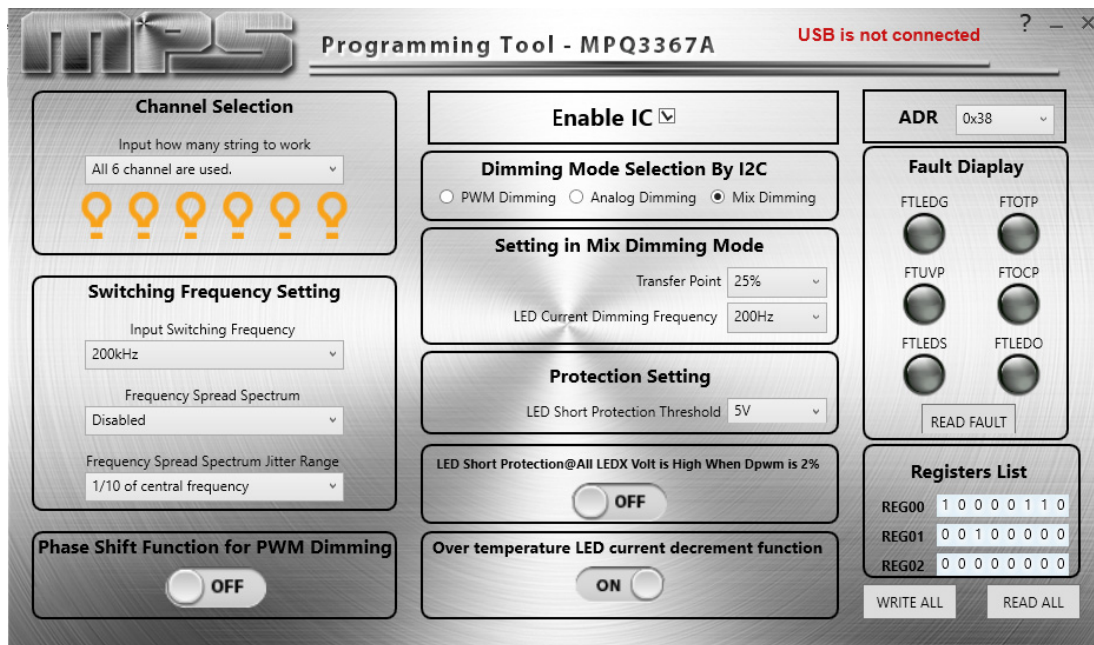 mps
Programming Tool - MPQ3367A
USB is not connected
?
Channel Selection
Input how many string to work
All 6 channel are used.
Switching Frequency Setting
Input Switching Frequency
200kHz
Frequency Spread Spectrum
Disabled
Frequency Spread Spectrum Jitter Range
1/10 of central frequency
Phase Shift Function for PWM Dimming
OFF
Enable IC
Dimming Mode Selection By I2C
PWM Dimming Analog Dimming Mix Dimming
Setting in Mix Dimming Mode
Transfer Point 25%
LED Current Dimming Frequency 200Hz
Protection Setting
LED Short Protection Threshold 5V
LED Short Protection@All LEDX Volt is High When Dpwm is 2%
OFF
Over temperature LED current decrement function
ON
ADR 0x38
Fault Diaplay
FTLEDG FTOTP
FTUVP FTOCP
FTLEDS FTLEDO
READ FAULT
Registers List
REG00 1 0 0 0 0 1 1 0
REG01 0 0 1 0 0 0 0 0
REG02 0 0 0 0 0 0 0 0
WRITE ALL READ ALL